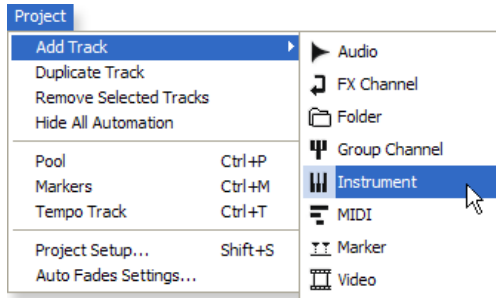 Project
Add Track
Duplicate Track
Remove Selected Tracks
Hide All Automation
Pool Ctrl+P
Markers Ctrl+M
Tempo Track Ctrl+T
Project Setup... Shift+S
Auto Fades Settings...
Audio
FX Channel
Folder
Group Channel
Instrument
MIDI
Marker
Video